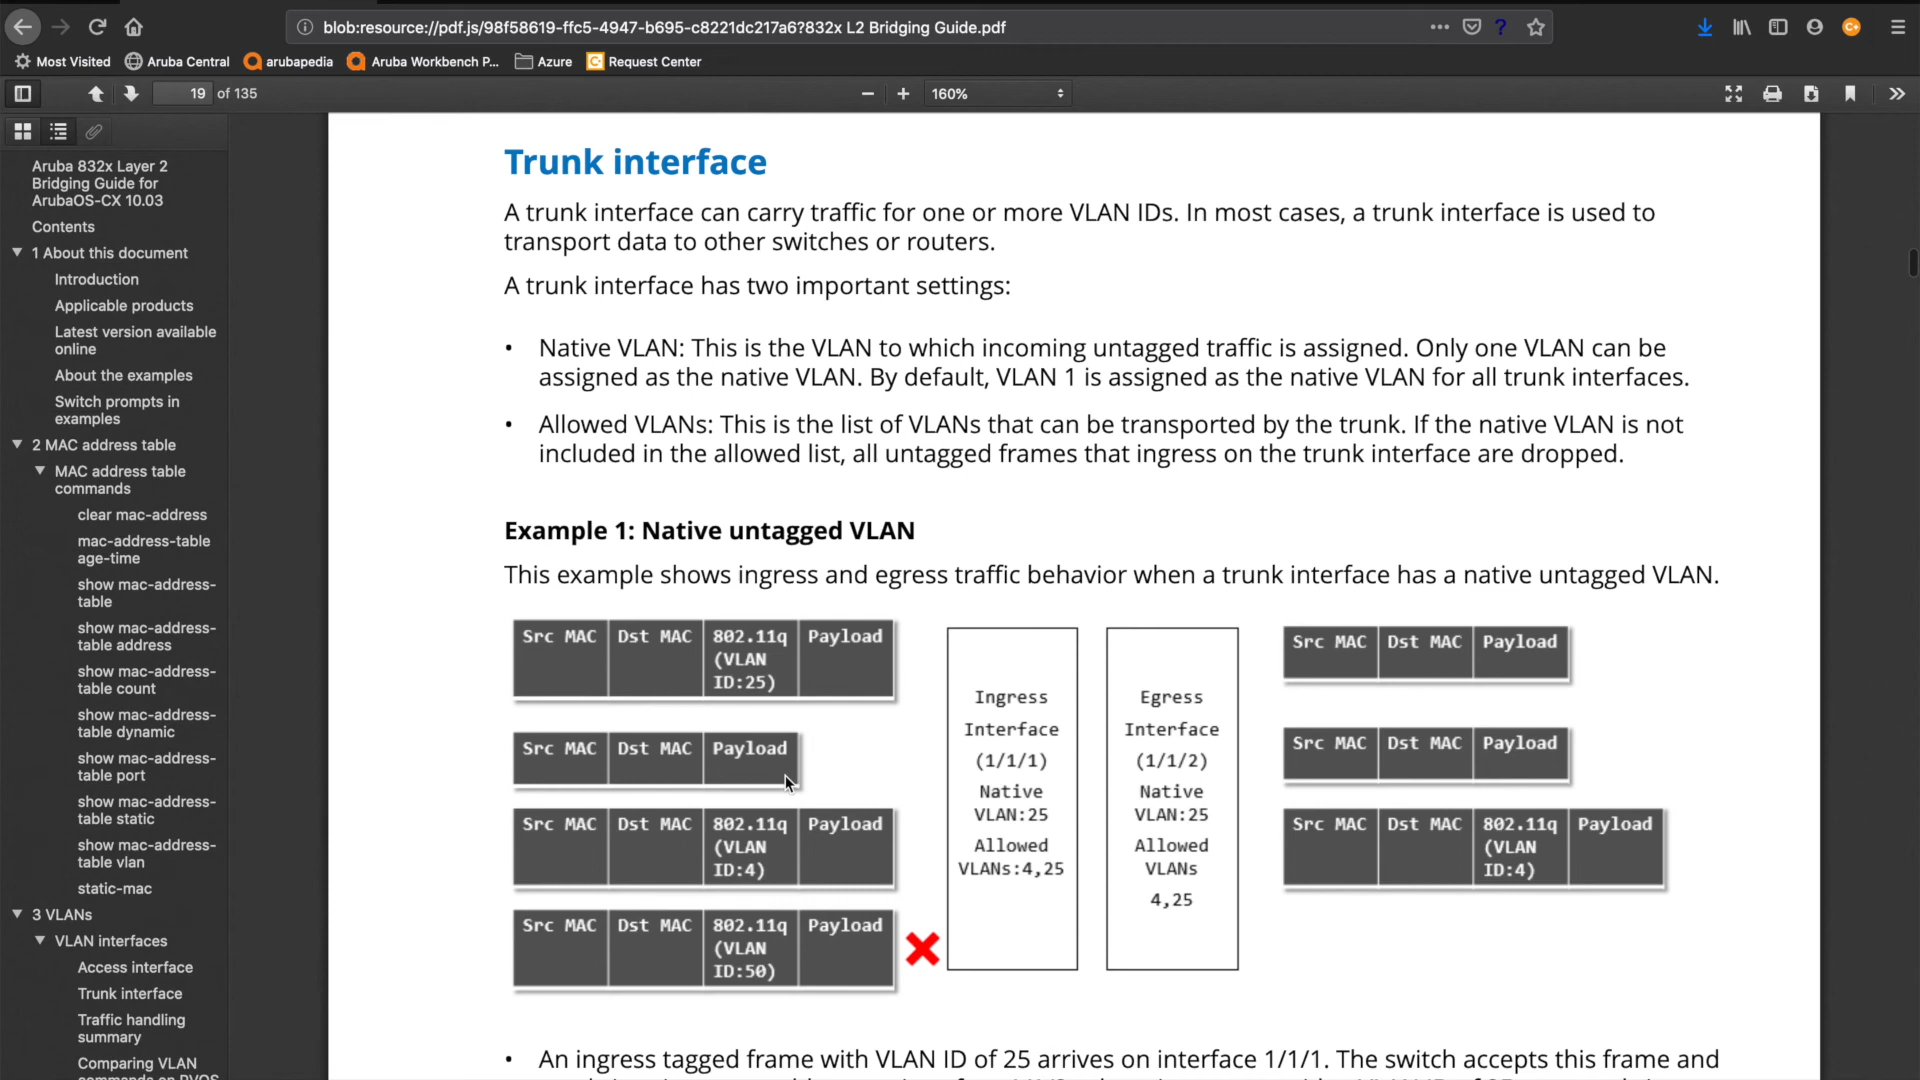 blob:resource://pdf.js/98f58619-ffc5-4947-b695-c8221dc217a6?832x L2 Bridging Guide.pdf
Most Visited
Aruba Central
arubapedia
Aruba Workbench P...
Azure
Request Center
19 of 135
160%
Aruba 832x Layer 2
Bridging Guide for
ArubaOS-CX 10.03
Contents
1 About this document
Introduction
Applicable products
Latest version available
online
About the examples
Switch prompts in
examples
2 MAC address table
MAC address table
commands
clear mac-address
mac-address-table
age-time
show mac-address-
table
show mac-address-
table address
show mac-address-
table count
show mac-address-
table dynamic
show mac-address-
table port
show mac-address-
table static
show mac-address-
table vlan
static-mac
3 VLANs
VLAN interfaces
Access interface
Trunk interface
Traffic handling
summary
Comparing VLAN
commands on PVOS
Trunk interface
A trunk interface can carry traffic for one or more VLAN IDs. In most cases, a trunk interface is used to
transport data to other switches or routers.
A trunk interface has two important settings:
• Native VLAN: This is the VLAN to which incoming untagged traffic is assigned. Only one VLAN can be
assigned as the native VLAN. By default, VLAN 1 is assigned as the native VLAN for all trunk interfaces.
• Allowed VLANs: This is the list of VLANs that can be transported by the trunk. If the native VLAN is not
included in the allowed list, all untagged frames that ingress on the trunk interface are dropped.
Example 1: Native untagged VLAN
This example shows ingress and egress traffic behavior when a trunk interface has a native untagged VLAN.
Src MAC Dst MAC 802.11q Payload
(VLAN
ID:25)
Src MAC Dst MAC Payload
Src MAC Dst MAC 802.11q Payload
(VLAN
ID:4)
Src MAC Dst MAC 802.11q Payload
(VLAN
ID:50)
Ingress
Interface
(1/1/1)
Native
VLAN:25
Allowed
VLANs:4,25
Egress
Interface
(1/1/2)
Native
VLAN:25
Allowed
VLANs
4,25
Src MAC Dst MAC Payload
Src MAC Dst MAC Payload
Src MAC Dst MAC 802.11q Payload
(VLAN
ID:4)
• An ingress tagged frame with VLAN ID of 25 arrives on interface 1/1/1. The switch accepts this frame and